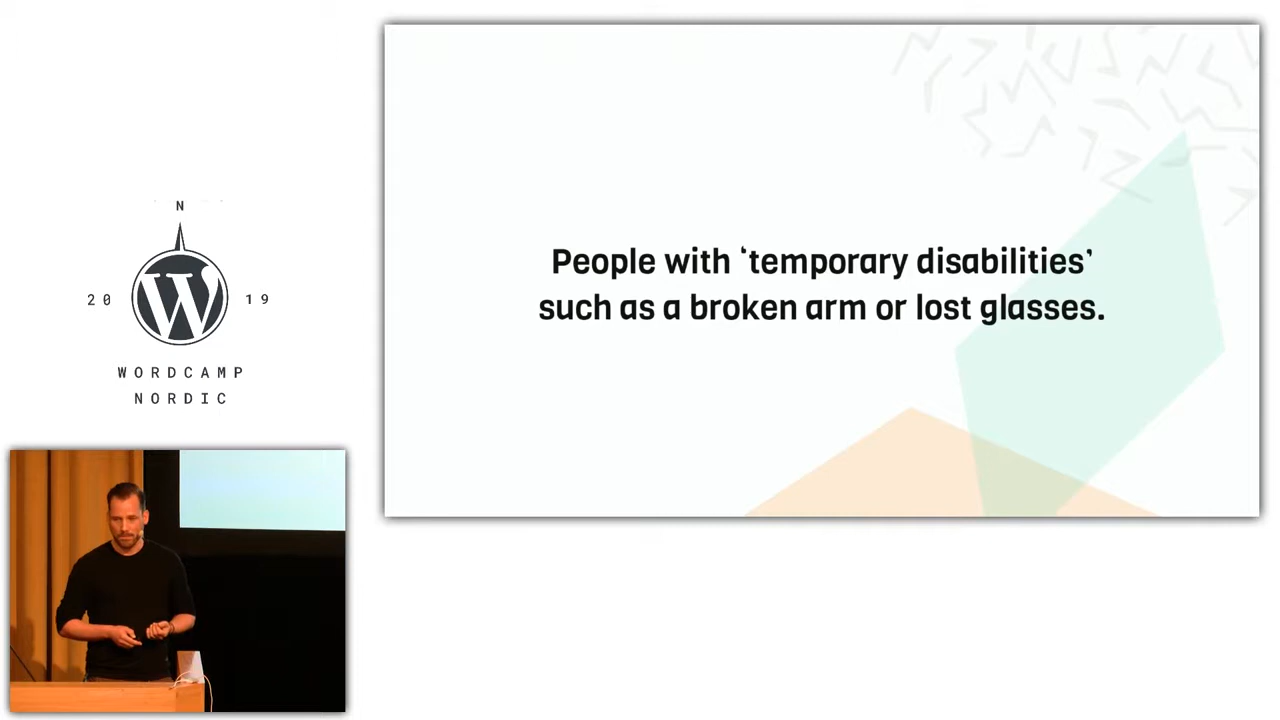 N
20 19
WORDCAMP
NORDIC
People with ‘temporary disabilities’
such as a broken arm or lost glasses.